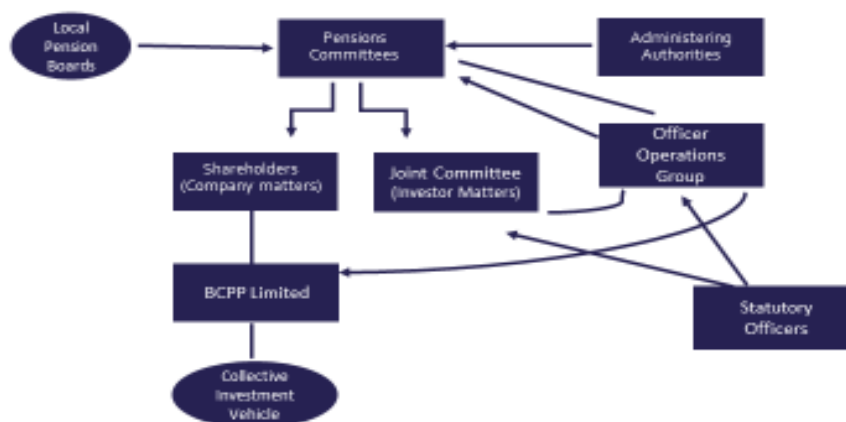 Local
Pension
Boards
Pensions
Committees
Administering
Authorities
Shareholders
(Company matters)
Joint Committee
(Investor Matters)
Officer
Operations
Group
BCPP Limited
Statutory
Officers
Collective
Investment
Vehicle